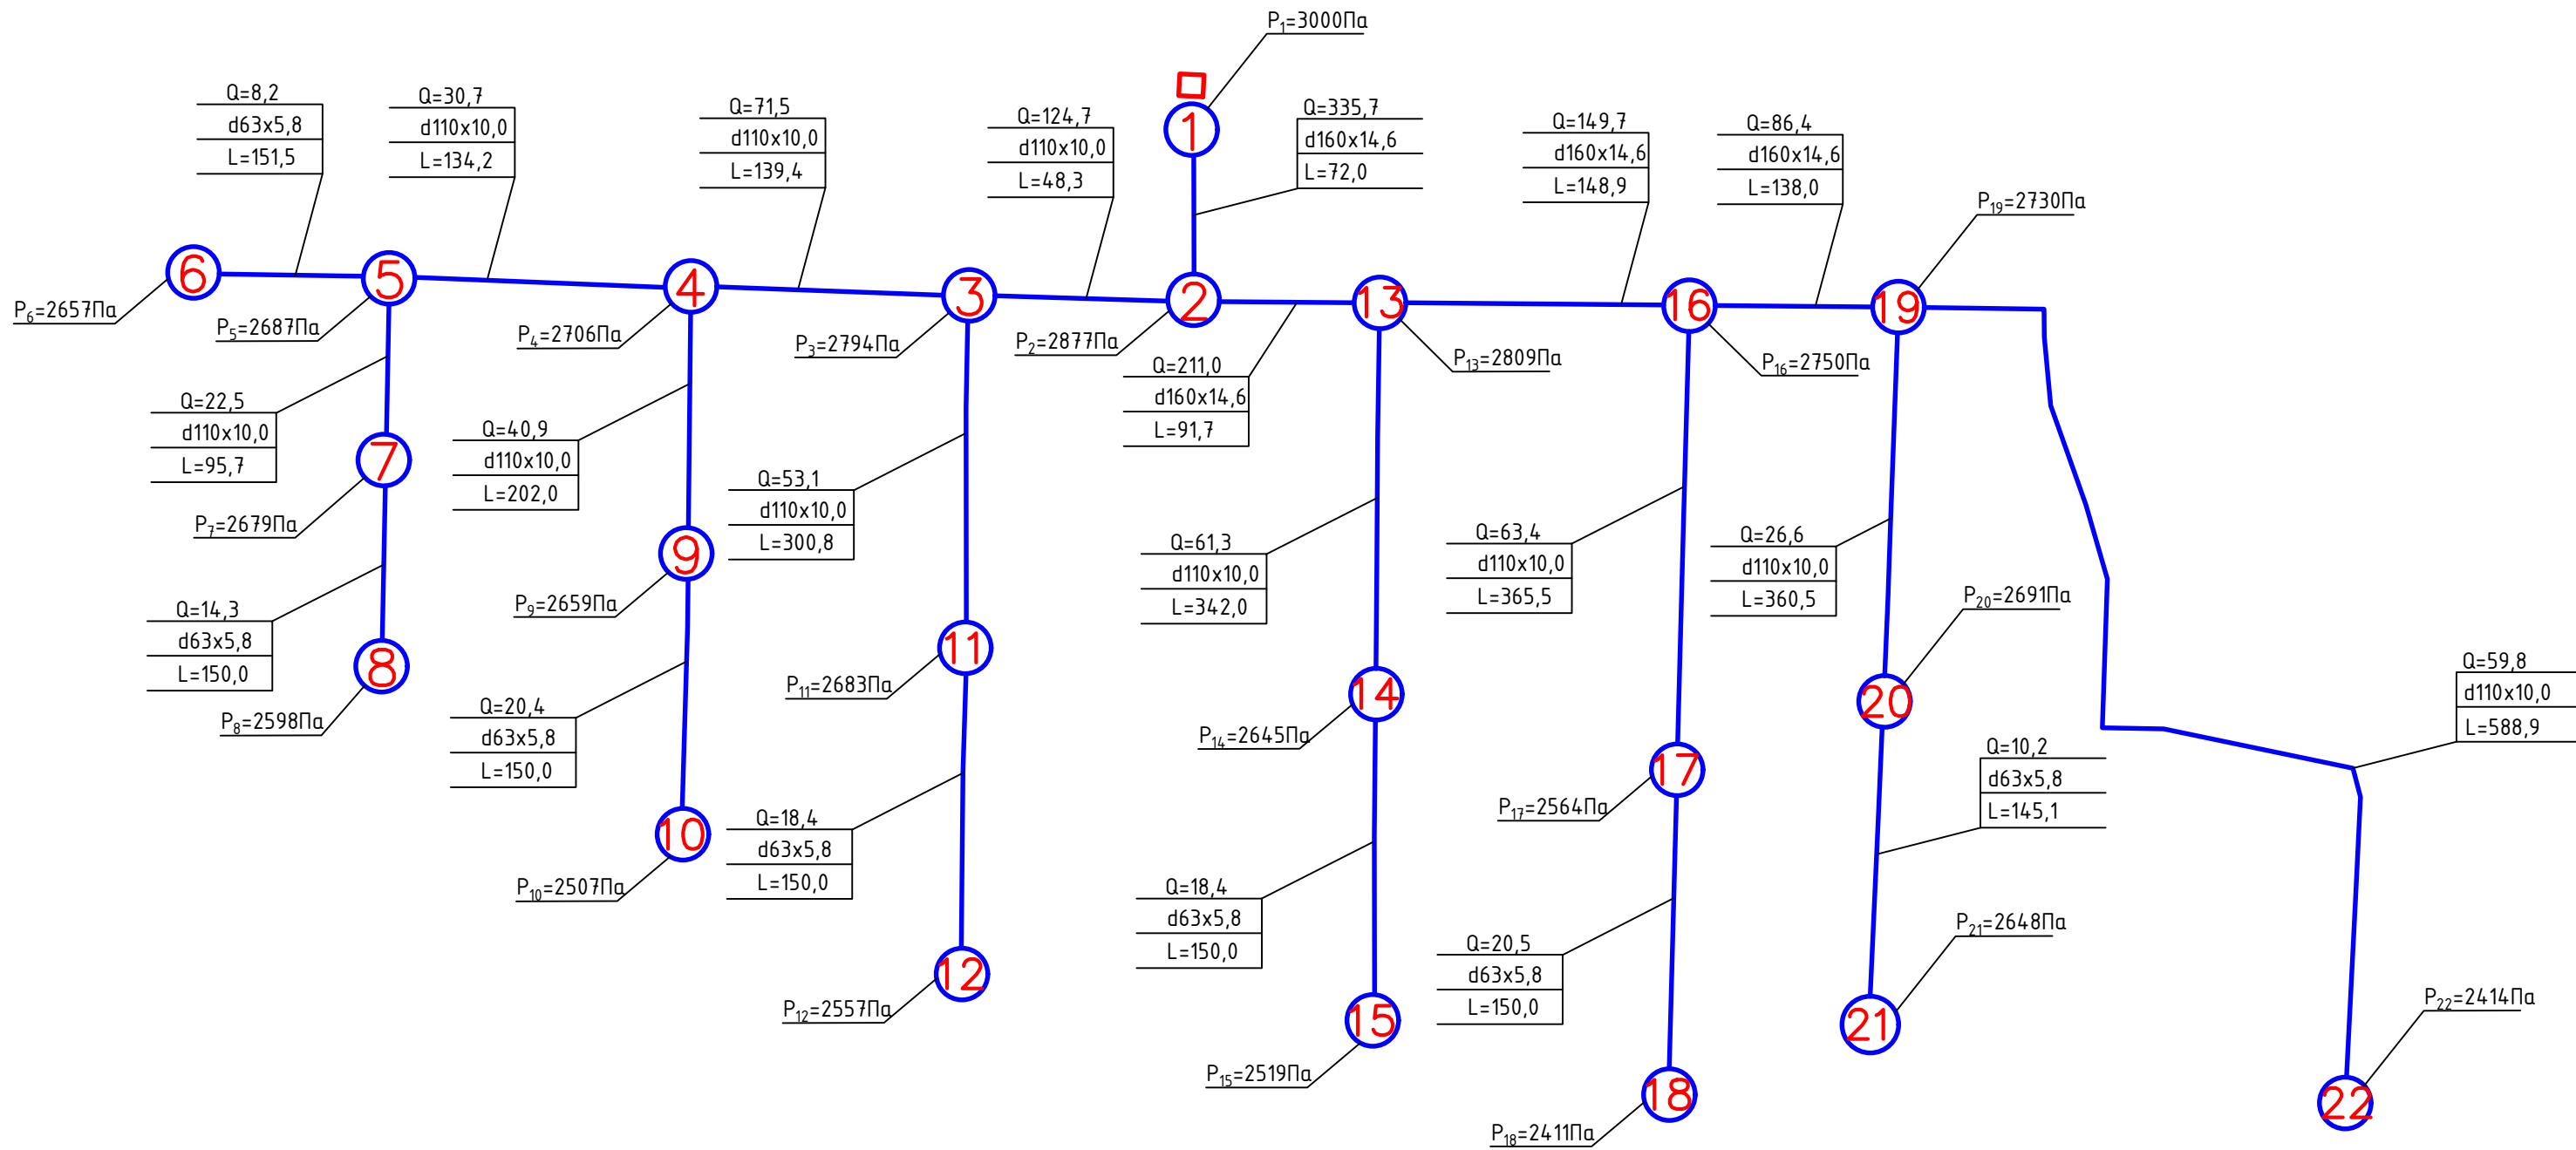 P₁=3000Па
1
Q=8,2
d63x5,8
L=151,5
Q=30,7
d110x10,0
L=134,2
Q=71,5
d110x10,0
L=139,4
Q=124,7
d110x10,0
L=48,3
Q=335,7
d160x14,6
L=72,0
Q=149,7
d160x14,6
L=148,9
Q=86,4
d160x14,6
L=138,0
P₁₉=2730Па
6
5
4
3
2
13
16
19
P₆=2657Па
P₅=2687Па
P₄=2706Па
P₃=2794Па
P₂=2877Па
P₁₃=2809Па
P₁₆=2750Па
Q=211,0
d160x14,6
L=91,7
Q=22,5
d110x10,0
L=95,7
Q=40,9
d110x10,0
L=202,0
Q=53,1
d110x10,0
L=300,8
Q=61,3
d110x10,0
L=342,0
Q=63,4
d110x10,0
L=365,5
Q=26,6
d110x10,0
L=360,5
7
P₇=2679Па
9
P₉=2659Па
11
P₁₁=2683Па
14
P₁₄=2645Па
17
P₁₇=2564Па
20
P₂₀=2691Па
Q=14,3
d63x5,8
L=150,0
8
P₈=2598Па
Q=20,4
d63x5,8
L=150,0
10
P₁₀=2507Па
Q=18,4
d63x5,8
L=150,0
12
P₁₂=2557Па
Q=18,4
d63x5,8
L=150,0
15
P₁₅=2519Па
Q=20,5
d63x5,8
L=150,0
18
P₁₈=2411Па
Q=10,2
d63x5,8
L=145,1
21
P₂₁=2648Па
Q=59,8
d110x10,0
L=588,9
22
P₂₂=2414Па